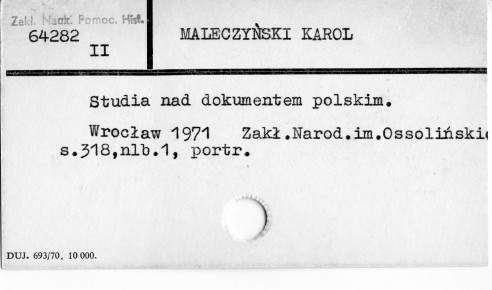 Zakł. Nauk. Pomoc. Hist.
64282
II
MALECZYŃSKI KAROL
Studia nad dokumentem polskim.
Wrocław 1971 Zakł.Narod.im.Ossolińskic
s.318,nlb.1, portr.
DUJ. 693/70, 10 000.